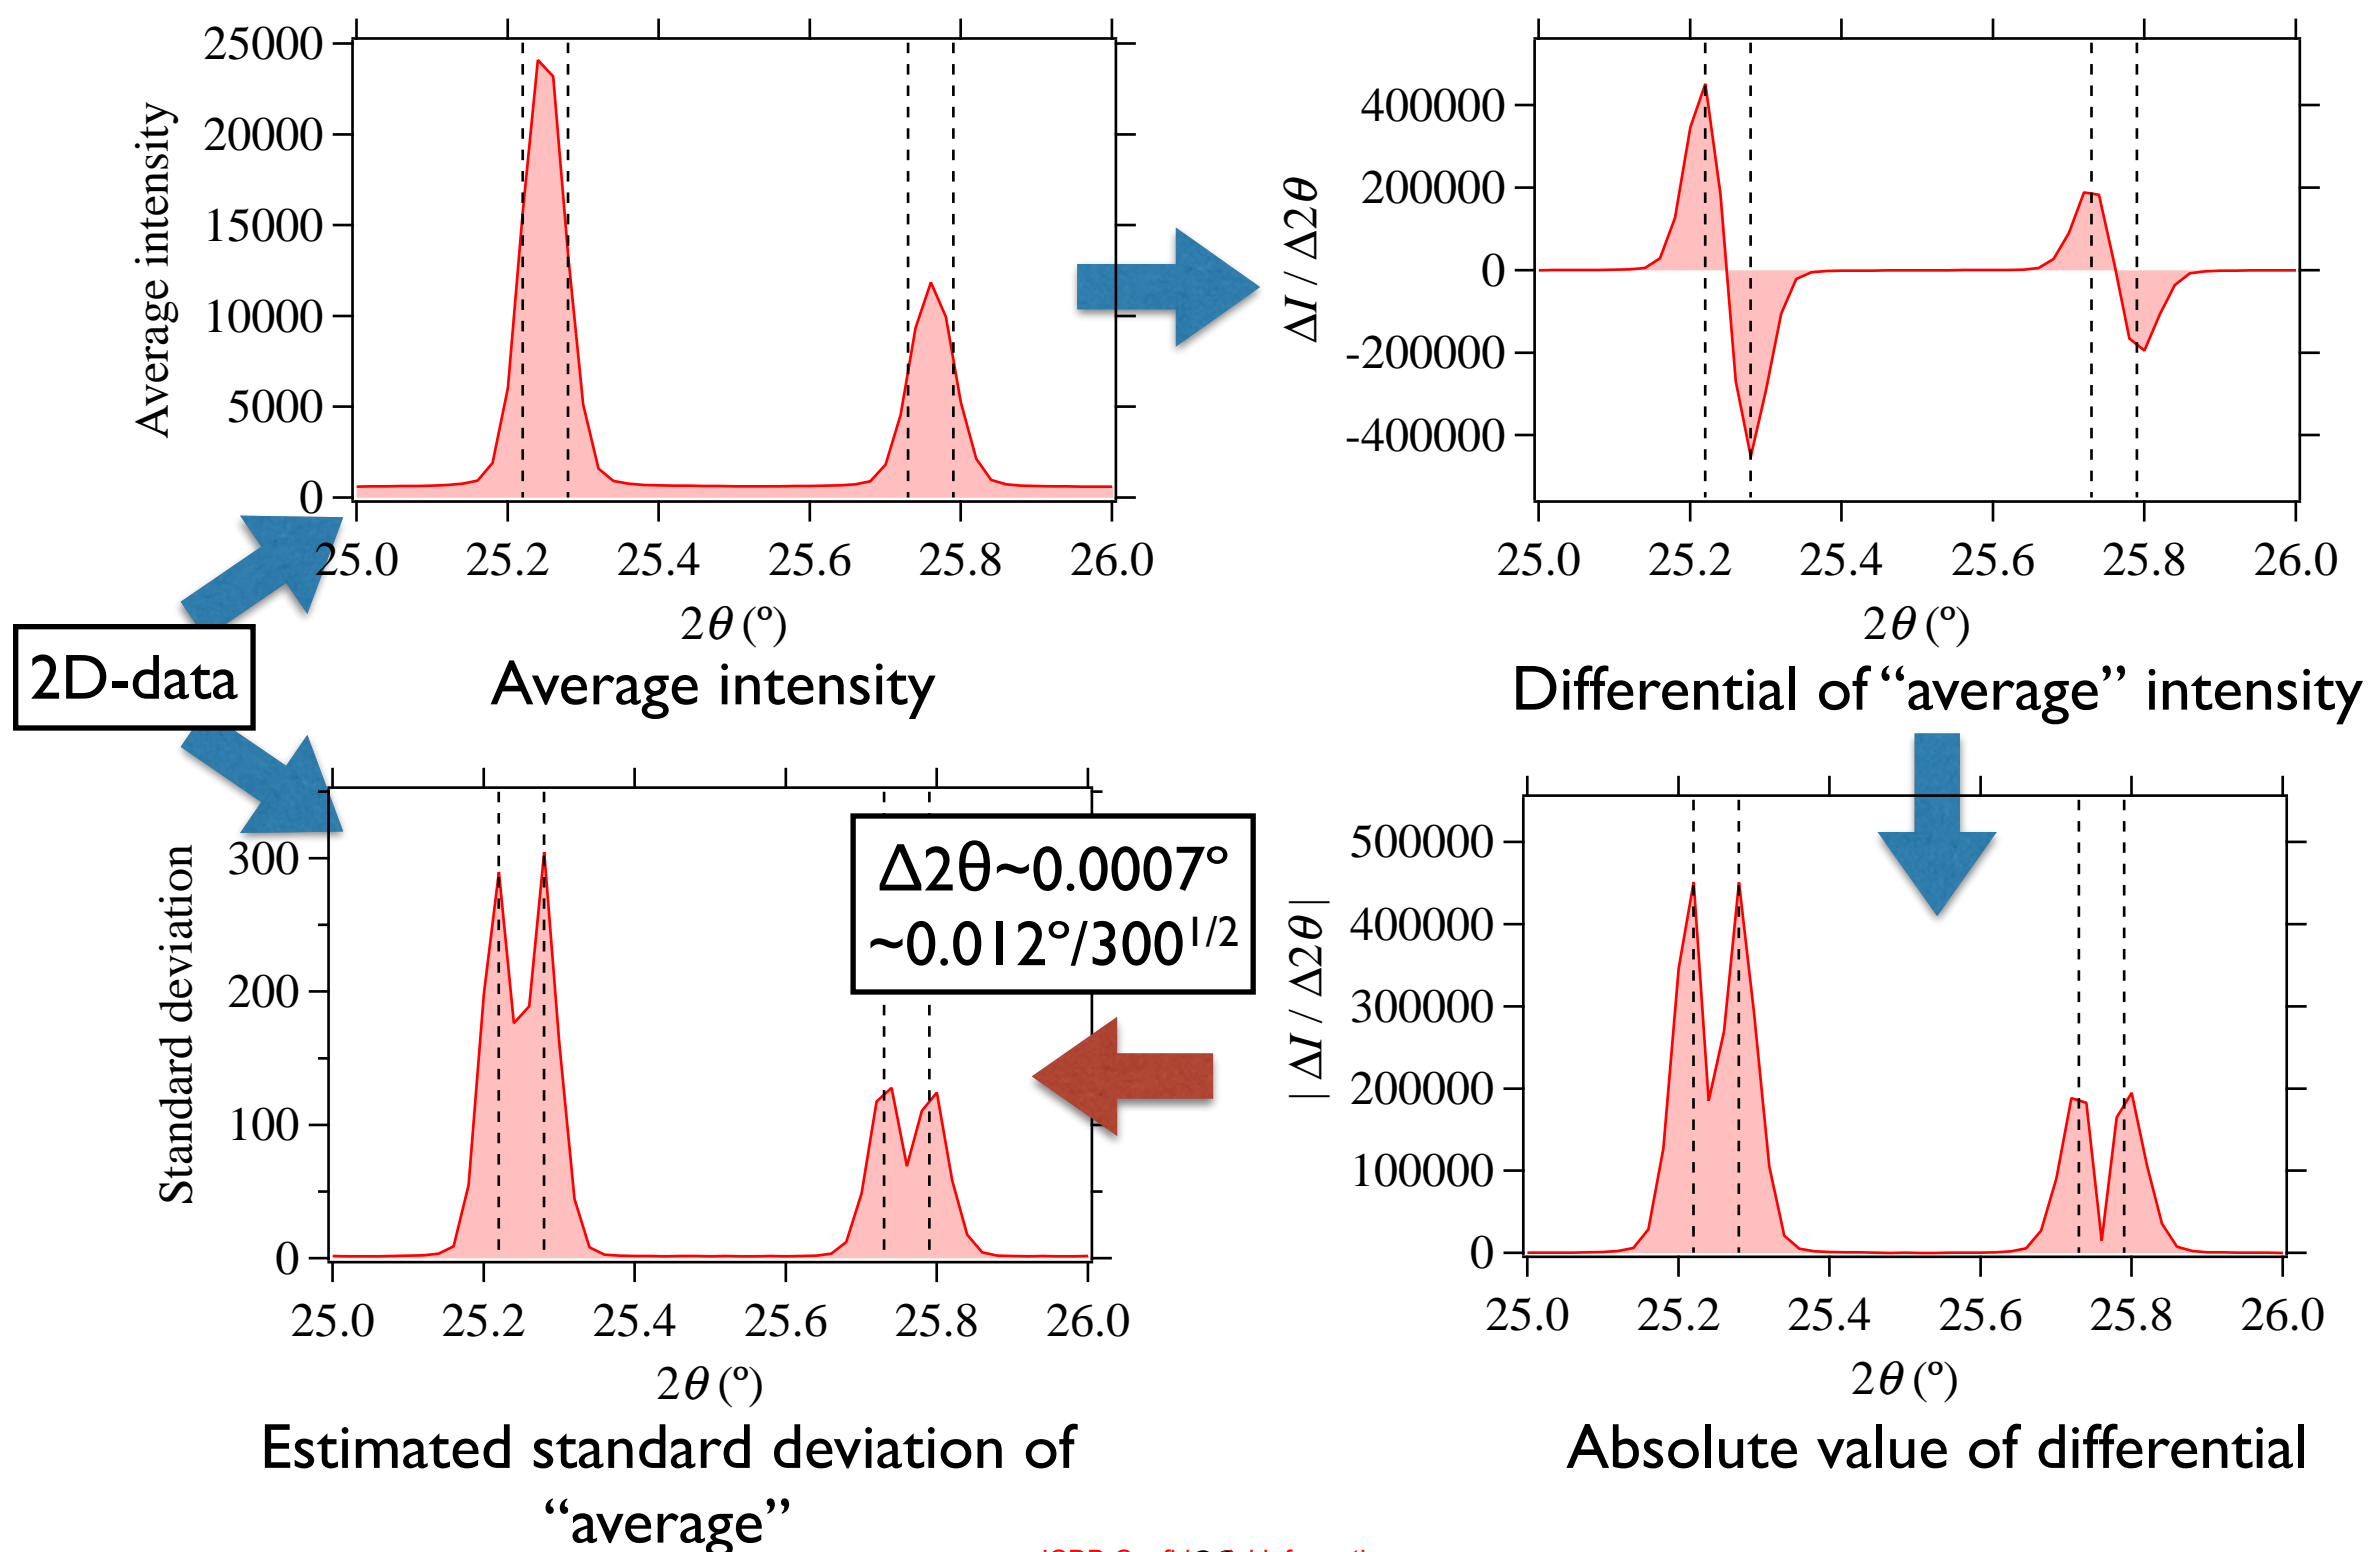 25000
20000
15000
10000
5000
0
Average intensity
25.0 25.2 25.4 25.6 25.8 26.0
2θ (º)
Average intensity
400000
200000
0
-200000
-400000
ΔI / Δ2θ
25.0 25.2 25.4 25.6 25.8 26.0
2θ (º)
Differential of “average” intensity
2D-data
300
200
100
0
Standard deviation
Δ2θ~0.0007º
~0.012º/300^1/2
25.0 25.2 25.4 25.6 25.8 26.0
2θ (º)
Estimated standard deviation of
“average”
500000
400000
300000
200000
100000
0
| ΔI / Δ2θ |
25.0 25.2 25.4 25.6 25.8 26.0
2θ (º)
Absolute value of differential